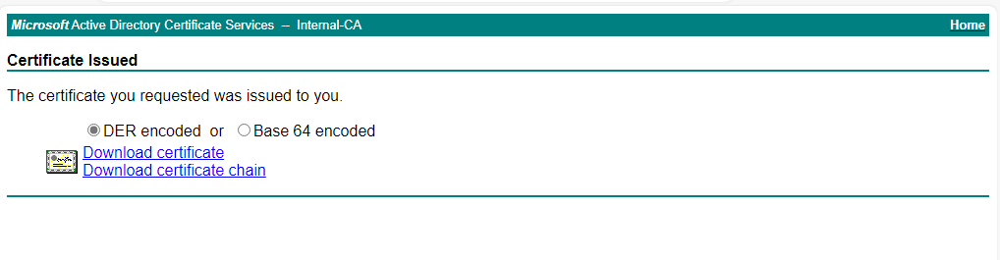 Microsoft Active Directory Certificate Services -- Internal-CA Home
Certificate Issued
The certificate you requested was issued to you.
DER encoded or Base 64 encoded
Download certificate
Download certificate chain